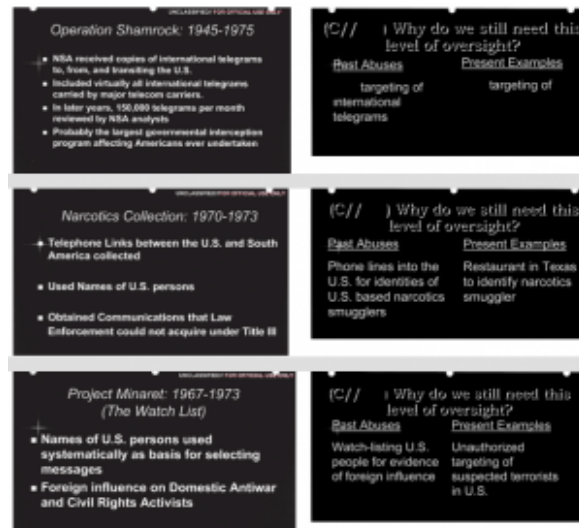 UNCLASSIFIED//FOR OFFICIAL USE ONLY
Operation Shamrock: 1945-1975
NSA received copies of international telegrams
to, from, and transiting the U.S.
Included virtually all international telegrams
carried by major telecom carriers.
In later years, 150,000 telegrams per month
reviewed by NSA analysts
Probably the largest governmental interception
program affecting Americans ever undertaken
(C// ) Why do we still need this
level of oversight?
Past Abuses
targeting of
international
telegrams
Present Examples
targeting of
UNCLASSIFIED//FOR OFFICIAL USE ONLY
Narcotics Collection: 1970-1973
Telephone Links between the U.S. and South
America collected
Used Names of U.S. persons
Obtained Communications that Law
Enforcement could not acquire under Title III
(C// ) Why do we still need this
level of oversight?
Past Abuses
Phone lines into the
U.S. for identities of
U.S. based narcotics
smugglers
Present Examples
Restaurant in Texas
to identify narcotics
smuggler
UNCLASSIFIED//FOR OFFICIAL USE ONLY
Project Minaret: 1967-1973
(The Watch List)
Names of U.S. persons used
systematically as basis for selecting
messages
Foreign influence on Domestic Antiwar
and Civil Rights Activists
(C// ) Why do we still need this
level of oversight?
Past Abuses
Watch-listing U.S.
people for evidence
of foreign influence
Present Examples
Unauthorized
targeting of
suspected terrorists
in U.S.